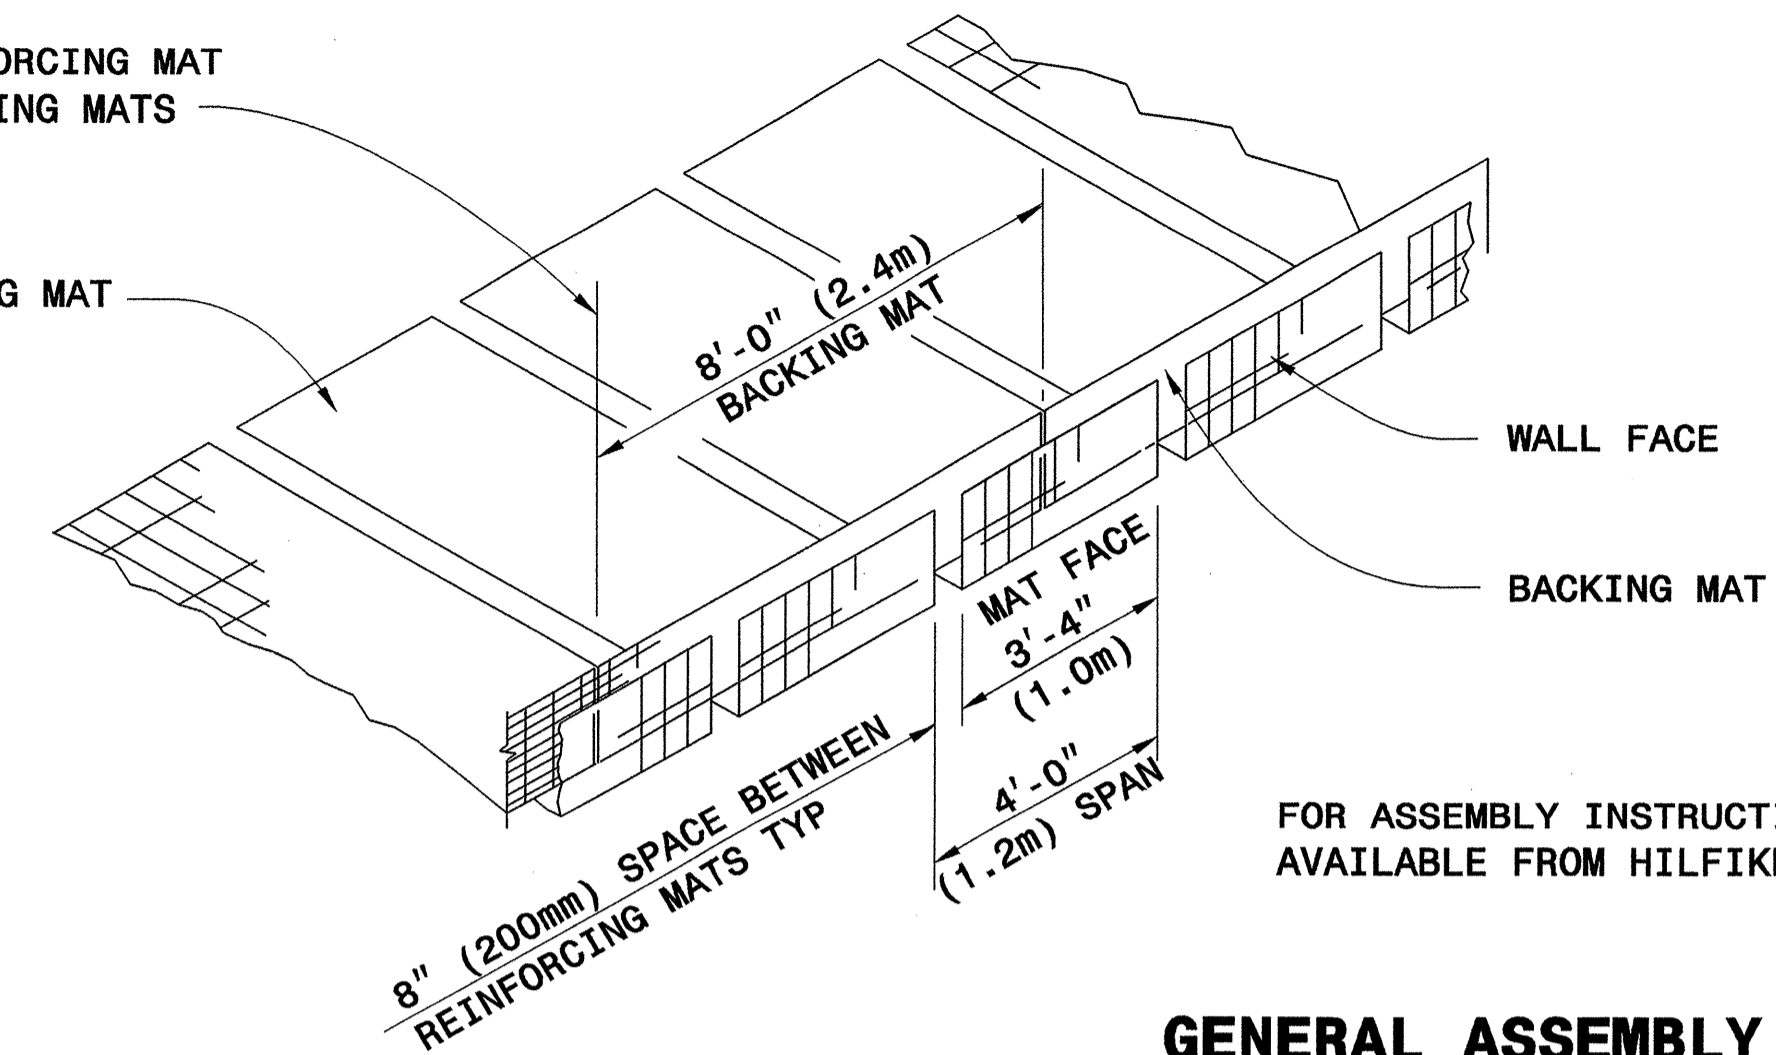 ORCING MAT
ING MATS
G MAT
8'-0" (2.4m)
BACKING MAT
WALL FACE
BACKING MAT
MAT FACE
3'-4"
(1.0m)
4'-0"
(1.2m) SPAN
8" (200mm) SPACE BETWEEN
REINFORCING MATS TYP
FOR ASSEMBLY INSTRUCTI
AVAILABLE FROM HILFIK
GENERAL ASSEMBLY